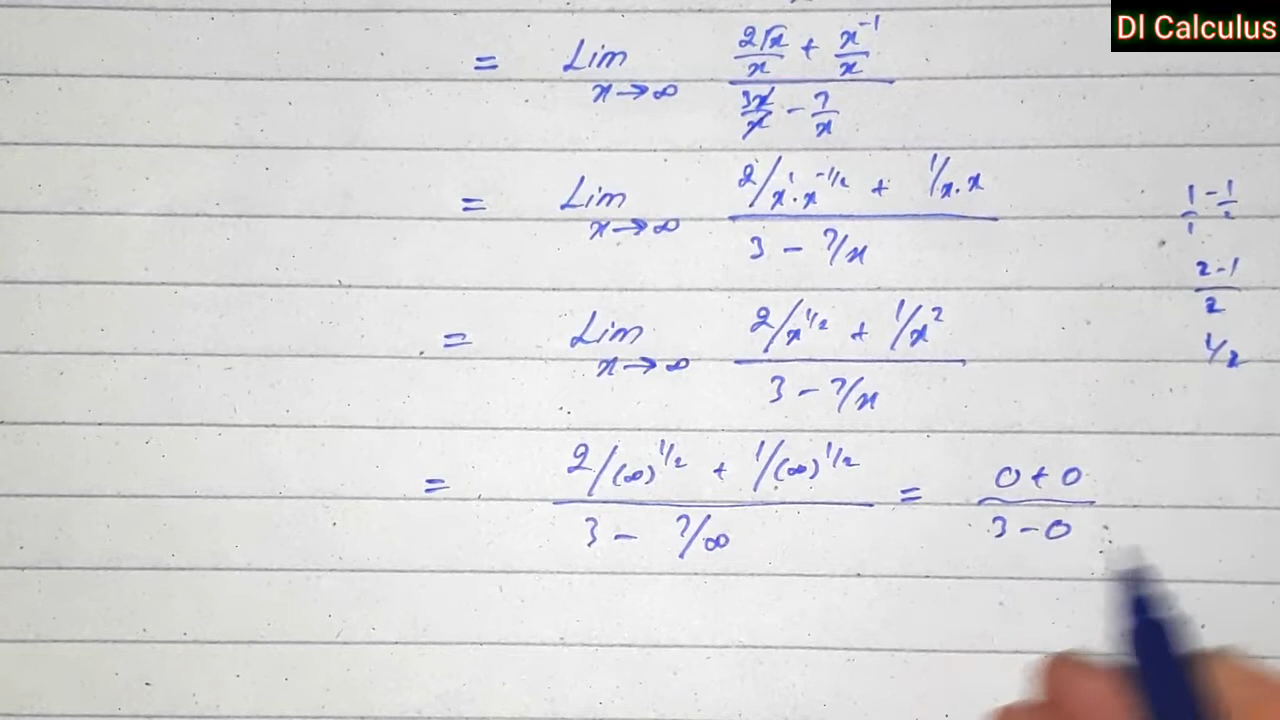 DI Calculus
= Lim x→∞ (2√x/x + x⁻¹/x) / (3x/x - 7/x)
= Lim x→∞ (2/x¹·x⁻¹/² + 1/x·x) / (3 - 7/x)
1/1 - 1/2
2-1/2
1/2
= Lim x→∞ (2/x¹/² + 1/x²) / (3 - 7/x)
= (2/(∞)¹/² + 1/(∞)¹/²) / (3 - 7/∞) = (0+0) / (3-0)